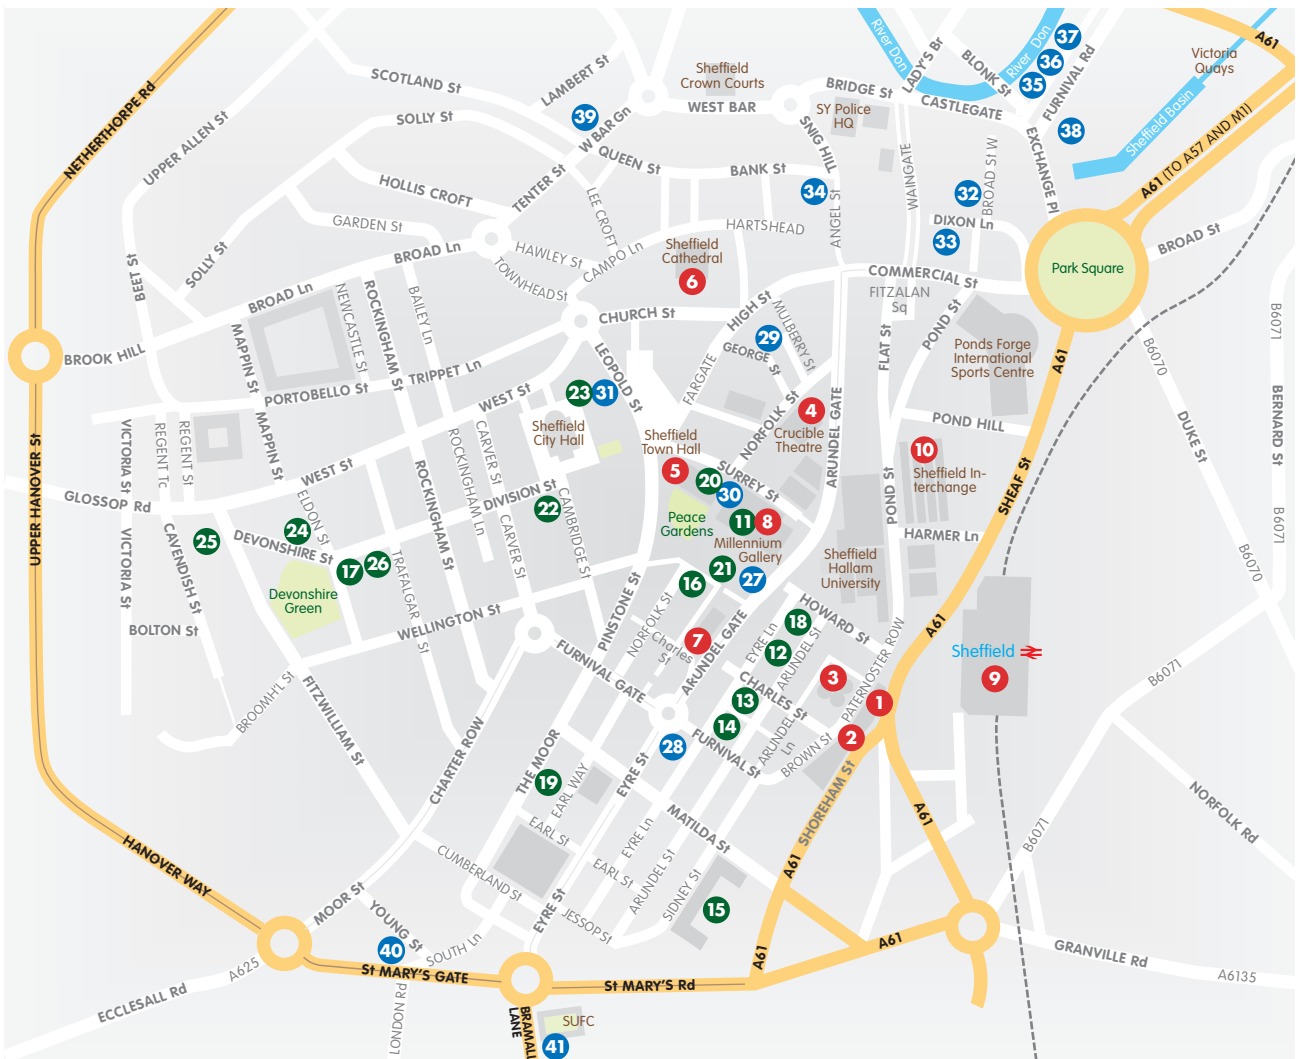 A61
Victoria
Quays
37
36
35
River Don
River Don
LADY'S Br
BLONK St
FURNIVAL Rd
NETHERTHORPE Rd
SCOTLAND St
LAMBERT St
Sheffield
Crown Courts
BRIDGE St
WEST BAR
CASTLEGATE
SY Police
HQ
Sheffield Basin
38
39
W BAR Gn
SOLLY St
UPPER ALLEN St
QUEEN St
SNIG HILL
WAINGATE
BROAD St W
EXCHANGE Pl
A61 (TO A57 AND M1)
BANK St
34
32
HOLLIS CROFT
TENTER St
LEE CROFT
ANGEL St
DIXON Ln
33
GARDEN St
HARTSHEAD
SOLLY St
BROAD Ln
HAWLEY St
CAMPO Ln
Sheffield
Cathedral
6
BROAD St
BEET St
TOWNHEAD St
COMMERCIAL St
Park Square
FITZALAN
Sq
BROAD Ln
NEWCASTLE St
ROCKINGHAM St
BAILEY Ln
CHURCH St
HIGH St
MULBERRY St
POND St
FLAT St
B6071
MAPPIN St
29
GEORGE St
Ponds Forge
International
Sports Centre
A61
B6070
BROOK HILL
TRIPPET Ln
LEOPOLD St
FARGATE
PORTOBELLO St
WEST St
23
31
NORFOLK St
4
Crucible
Theatre
ARUNDEL GATE
POND HILL
DUKE St
BERNARD St
UPPER HANOVER St
VICTORIA St
REGENT Tc
REGENT St
MAPPIN St
CARVER St
ROCKINGHAM Ln
Sheffield
City Hall
Sheffield
Town Hall
5
20
SURREY St
30
10
Sheffield In-
terchange
SHEAF St
WEST St
ROCKINGHAM St
DIVISION St
22
CAMBRIDGE St
Peace
Gardens
11
8
Millennium
Gallery
POND St
GLOSSOP Rd
ELDON St
24
25
CAVENDISH St
DEVONSHIRE St
17
26
CARVER St
HARMER Ln
B6071
VICTORIA St
TRAFALGAR St
Devonshire
Green
21
27
16
Sheffield
Hallam
University
B6070
PINSTONE St
NORFOLK St
HOWARD St
18
BOLTON St
WELLINGTON St
Charles
St
7
ARUNDEL GATE
EYRE Ln
12
ARUNDEL St
PATERNOSTER ROW
A61
Sheffield
9
FURNIVAL GATE
3
1
CHARLES St
13
B6071
BROOMH'L St
FITZWILLIAM St
14
2
28
FURNIVAL St
ARUNDEL
Ln
BROWN St
CHARTER ROW
THE MOOR
19
EARL WAY
EYRE St
SHOREHAM St
A61
NORFOLK Rd
B6071
MATILDA St
EARL St
EYRE Ln
HANOVER WAY
CUMBERLAND St
EARL St
ARUNDEL St
SIDNEY St
A61
MOOR St
YOUNG St
EYRE St
JESSOP St
15
40
SOUTH Ln
A61
A61
GRANVILLE Rd
A6135
A625
St MARY'S GATE
St MARY'S Rd
ECCLESALL Rd
LONDON Rd
BRAMALL
LANE
SUFC
41